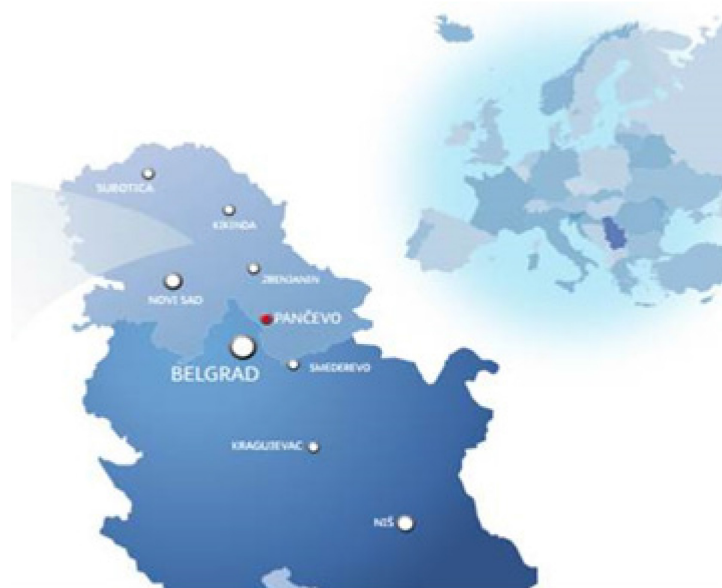 SUBOTICA
KIKINDA
ZRENJANIN
NOVI SAD
PANČEVO
BELGRAD
SMEDEREVO
KRAGUJEVAC
NIŠ